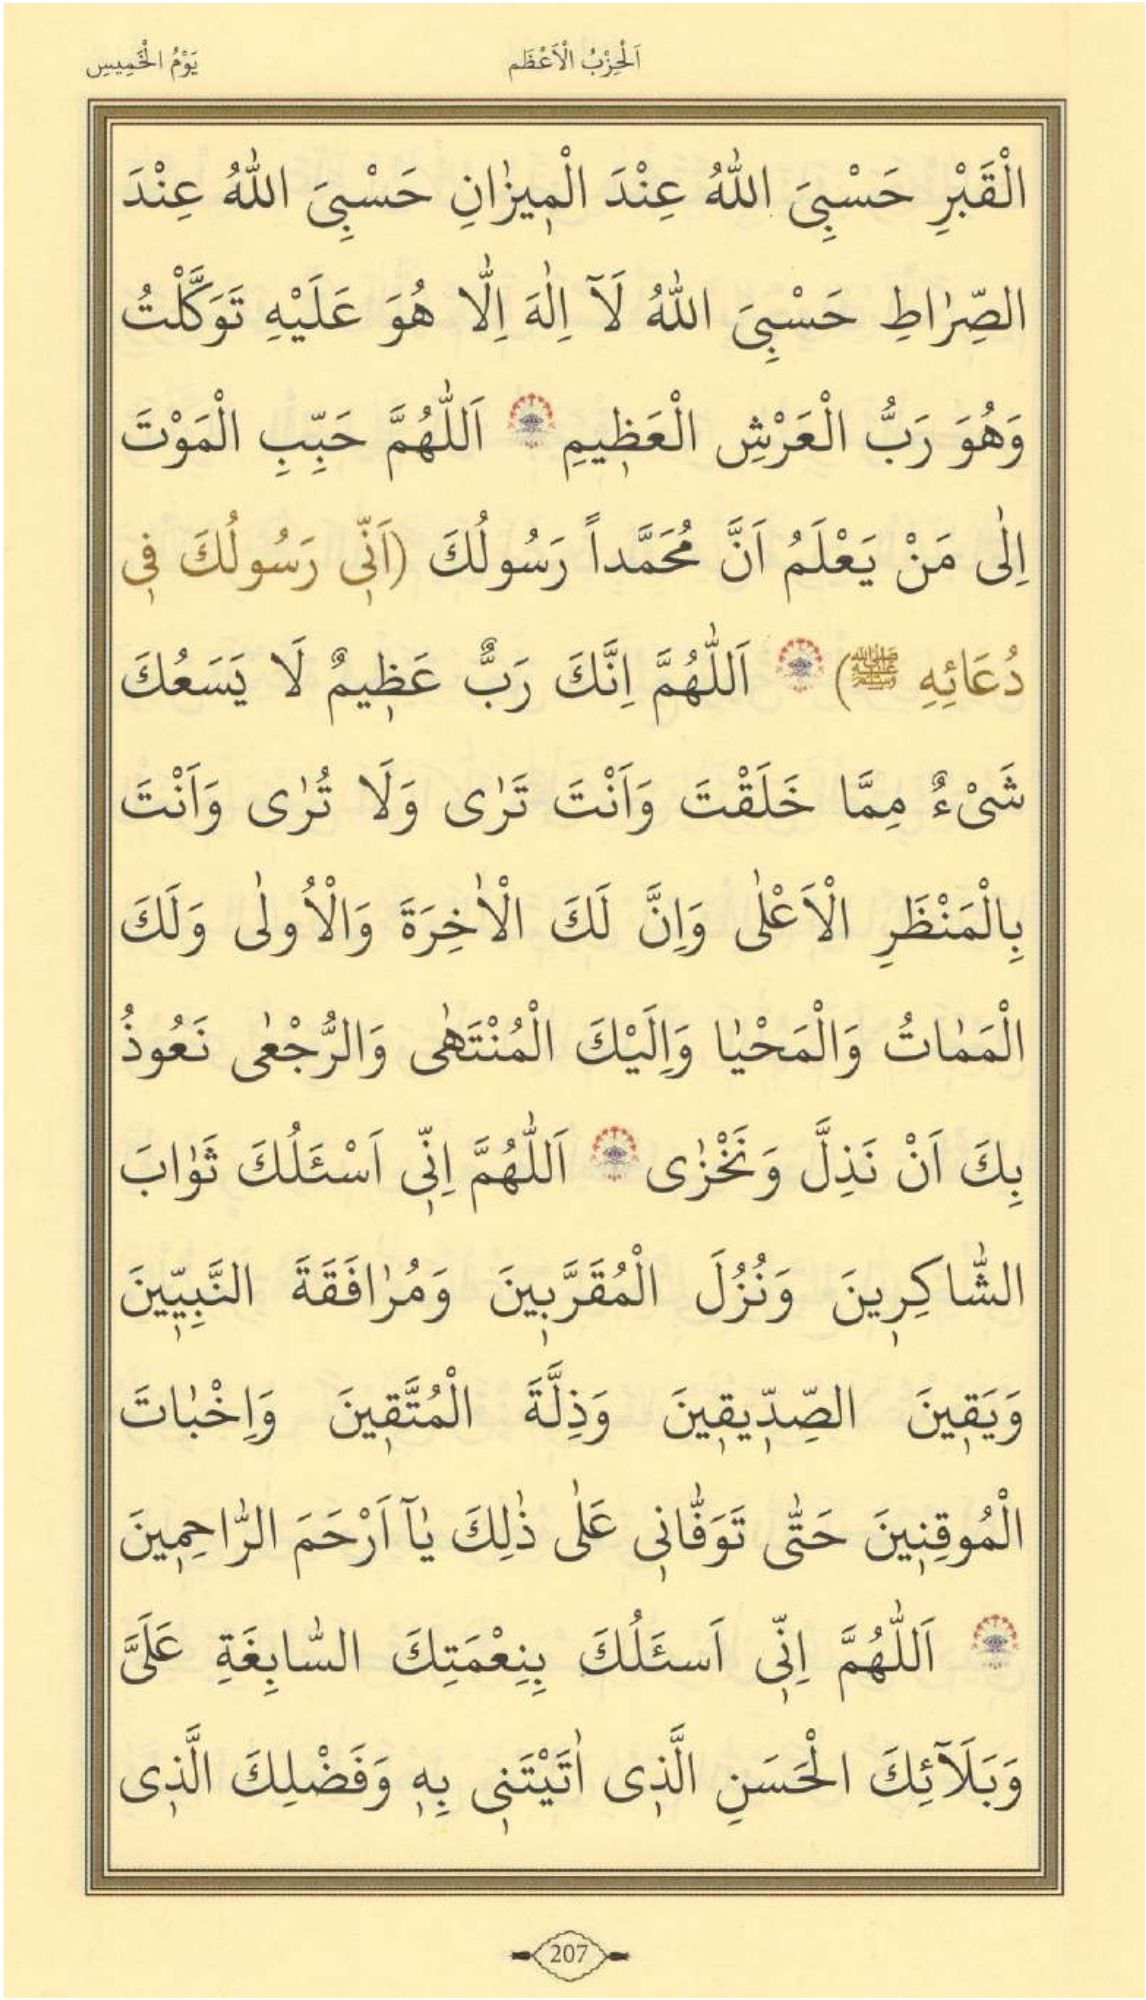 اَلْحِزْبُ الْاَعْظَم
يَوْمُ الْخَمِيسِ
الْقَبْرِ حَسْبِىَ اللّٰهُ عِنْدَ الْمٖيزٰانِ حَسْبِىَ اللّٰهُ عِنْدَ
الصِّرٰاطِ حَسْبِىَ اللّٰهُ لَآ اِلٰهَ اِلَّا هُوَ عَلَيْهِ تَوَكَّلْتُ
وَهُوَ رَبُّ الْعَرْشِ الْعَظٖيمِ اَللّٰهُمَّ حَبِّبِ الْمَوْتَ
اِلٰى مَنْ يَعْلَمُ اَنَّ مُحَمَّداً رَسُولُكَ (اَنّٖى رَسُولُكَ فٖى
دُعَائِهِ ﷺ) اَللّٰهُمَّ اِنَّكَ رَبٌّ عَظٖيمٌ لَا يَسَعُكَ
شَىْءٌ مِمَّا خَلَقْتَ وَاَنْتَ تَرٰى وَلَا تُرٰى وَاَنْتَ
بِالْمَنْظَرِ الْاَعْلٰى وَاِنَّ لَكَ الْاٰخِرَةَ وَالْاُولٰى وَلَكَ
الْمَمٰاتُ وَالْمَحْيٰا وَاِلَيْكَ الْمُنْتَهٰى وَالرُّجْعٰى نَعُوذُ
بِكَ اَنْ نَذِلَّ وَنَخْزٰى اَللّٰهُمَّ اِنّٖى اَسْئَلُكَ ثَوٰابَ
الشّٰاكِرٖينَ وَنُزُلَ الْمُقَرَّبٖينَ وَمُرٰافَقَةَ النَّبِيّٖينَ
وَيَقٖينَ الصِّدّٖيقٖينَ وَذِلَّةَ الْمُتَّقٖينَ وَاِخْبٰاتَ
الْمُوقِنٖينَ حَتّٰى تَوَفّٰانٖى عَلٰى ذٰلِكَ يٰآ اَرْحَمَ الرّٰاحِمٖينَ
اَللّٰهُمَّ اِنّٖى اَسئَلُكَ بِنِعْمَتِكَ السّٰابِغَةِ عَلَىَّ
وَبَلَآئِكَ الْحَسَنِ الَّذٖى اٰتَيْتَنٖى بِهٖ وَفَضْلِكَ الَّذٖى
207